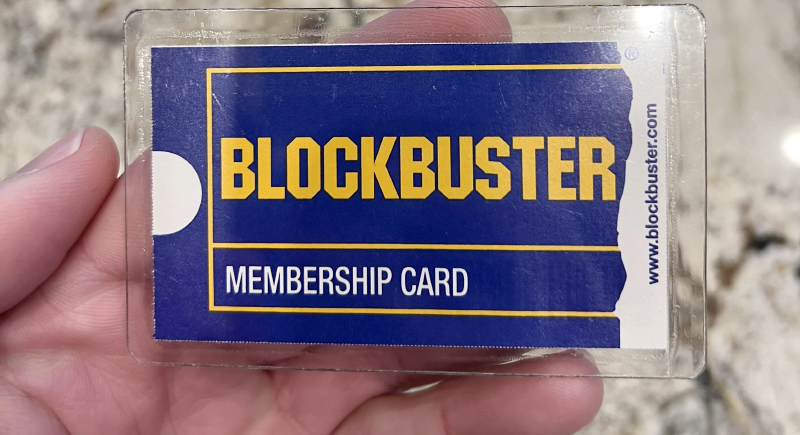 BLOCKBUSTER
®
MEMBERSHIP CARD
www.blockbuster.com